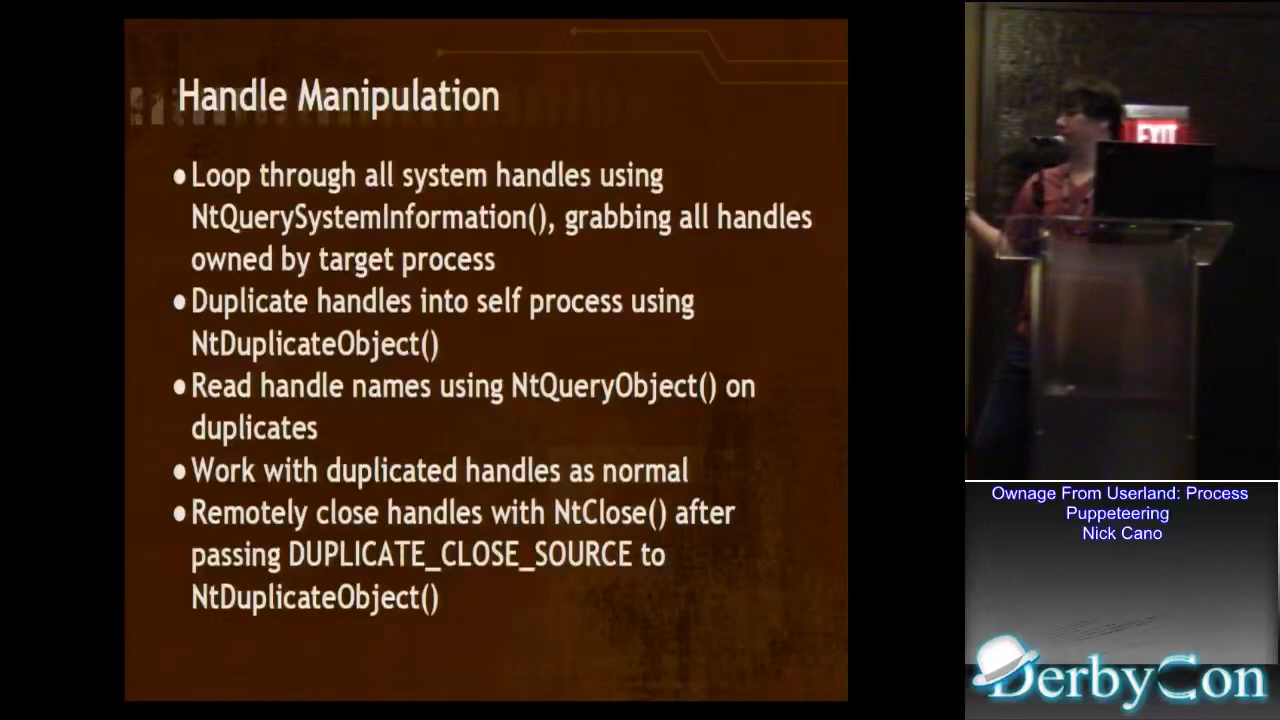 Handle Manipulation
●Loop through all system handles using
NtQuerySystemInformation(), grabbing all handles
owned by target process
●Duplicate handles into self process using
NtDuplicateObject()
●Read handle names using NtQueryObject() on
duplicates
●Work with duplicated handles as normal
●Remotely close handles with NtClose() after
passing DUPLICATE_CLOSE_SOURCE to
NtDuplicateObject()
EXIT
Ownage From Userland: Process
Puppeteering
Nick Cano
DerbyCon